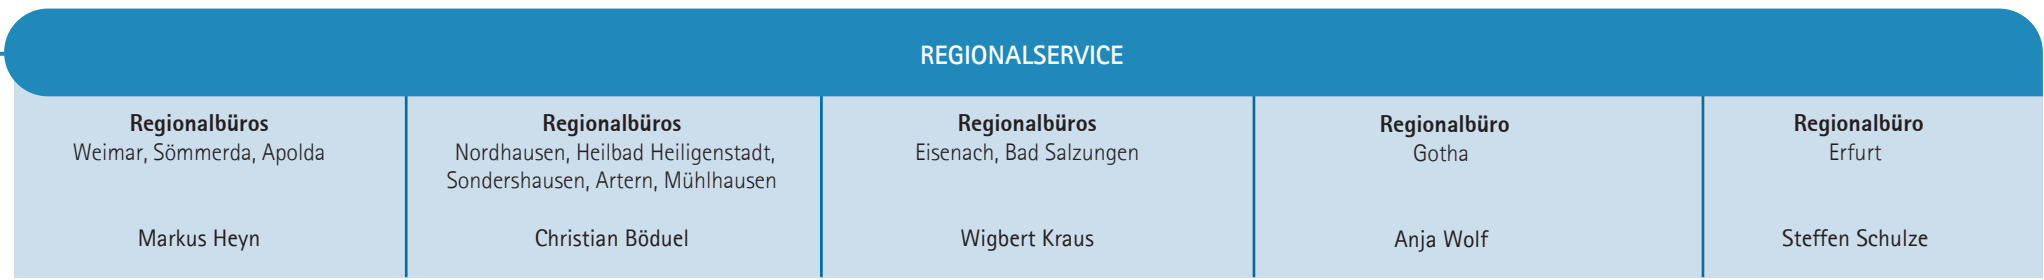 REGIONALSERVICE
Regionalbüros
Weimar, Sömmerda, Apolda
Markus Heyn
Regionalbüros
Nordhausen, Heilbad Heiligenstadt,
Sondershausen, Artern, Mühlhausen
Christian Böduel
Regionalbüros
Eisenach, Bad Salzungen
Wigbert Kraus
Regionalbüro
Gotha
Anja Wolf
Regionalbüro
Erfurt
Steffen Schulze